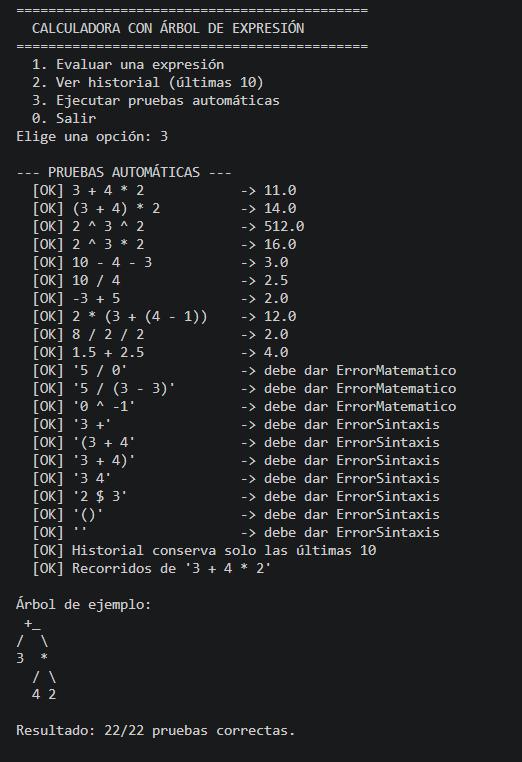 ============================================
  CALCULADORA CON ÁRBOL DE EXPRESIÓN
============================================
  1. Evaluar una expresión
  2. Ver historial (últimas 10)
  3. Ejecutar pruebas automáticas
  0. Salir
Elige una opción: 3

--- PRUEBAS AUTOMÁTICAS ---
  [OK] 3 + 4 * 2            -> 11.0
  [OK] (3 + 4) * 2          -> 14.0
  [OK] 2 ^ 3 ^ 2            -> 512.0
  [OK] 2 ^ 3 * 2            -> 16.0
  [OK] 10 - 4 - 3           -> 3.0
  [OK] 10 / 4               -> 2.5
  [OK] -3 + 5               -> 2.0
  [OK] 2 * (3 + (4 - 1))    -> 12.0
  [OK] 8 / 2 / 2            -> 2.0
  [OK] 1.5 + 2.5            -> 4.0
  [OK] '5 / 0'              -> debe dar ErrorMatematico
  [OK] '5 / (3 - 3)'        -> debe dar ErrorMatematico
  [OK] '0 ^ -1'             -> debe dar ErrorMatematico
  [OK] '3 +'                -> debe dar ErrorSintaxis
  [OK] '(3 + 4'             -> debe dar ErrorSintaxis
  [OK] '3 + 4)'             -> debe dar ErrorSintaxis
  [OK] '3 4'                -> debe dar ErrorSintaxis
  [OK] '2 $ 3'              -> debe dar ErrorSintaxis
  [OK] '()'                 -> debe dar ErrorSintaxis
  [OK] ''                   -> debe dar ErrorSintaxis
  [OK] Historial conserva solo las últimas 10
  [OK] Recorridos de '3 + 4 * 2'

Árbol de ejemplo:
 +_
/  \
3  *
  / \
  4 2

Resultado: 22/22 pruebas correctas.